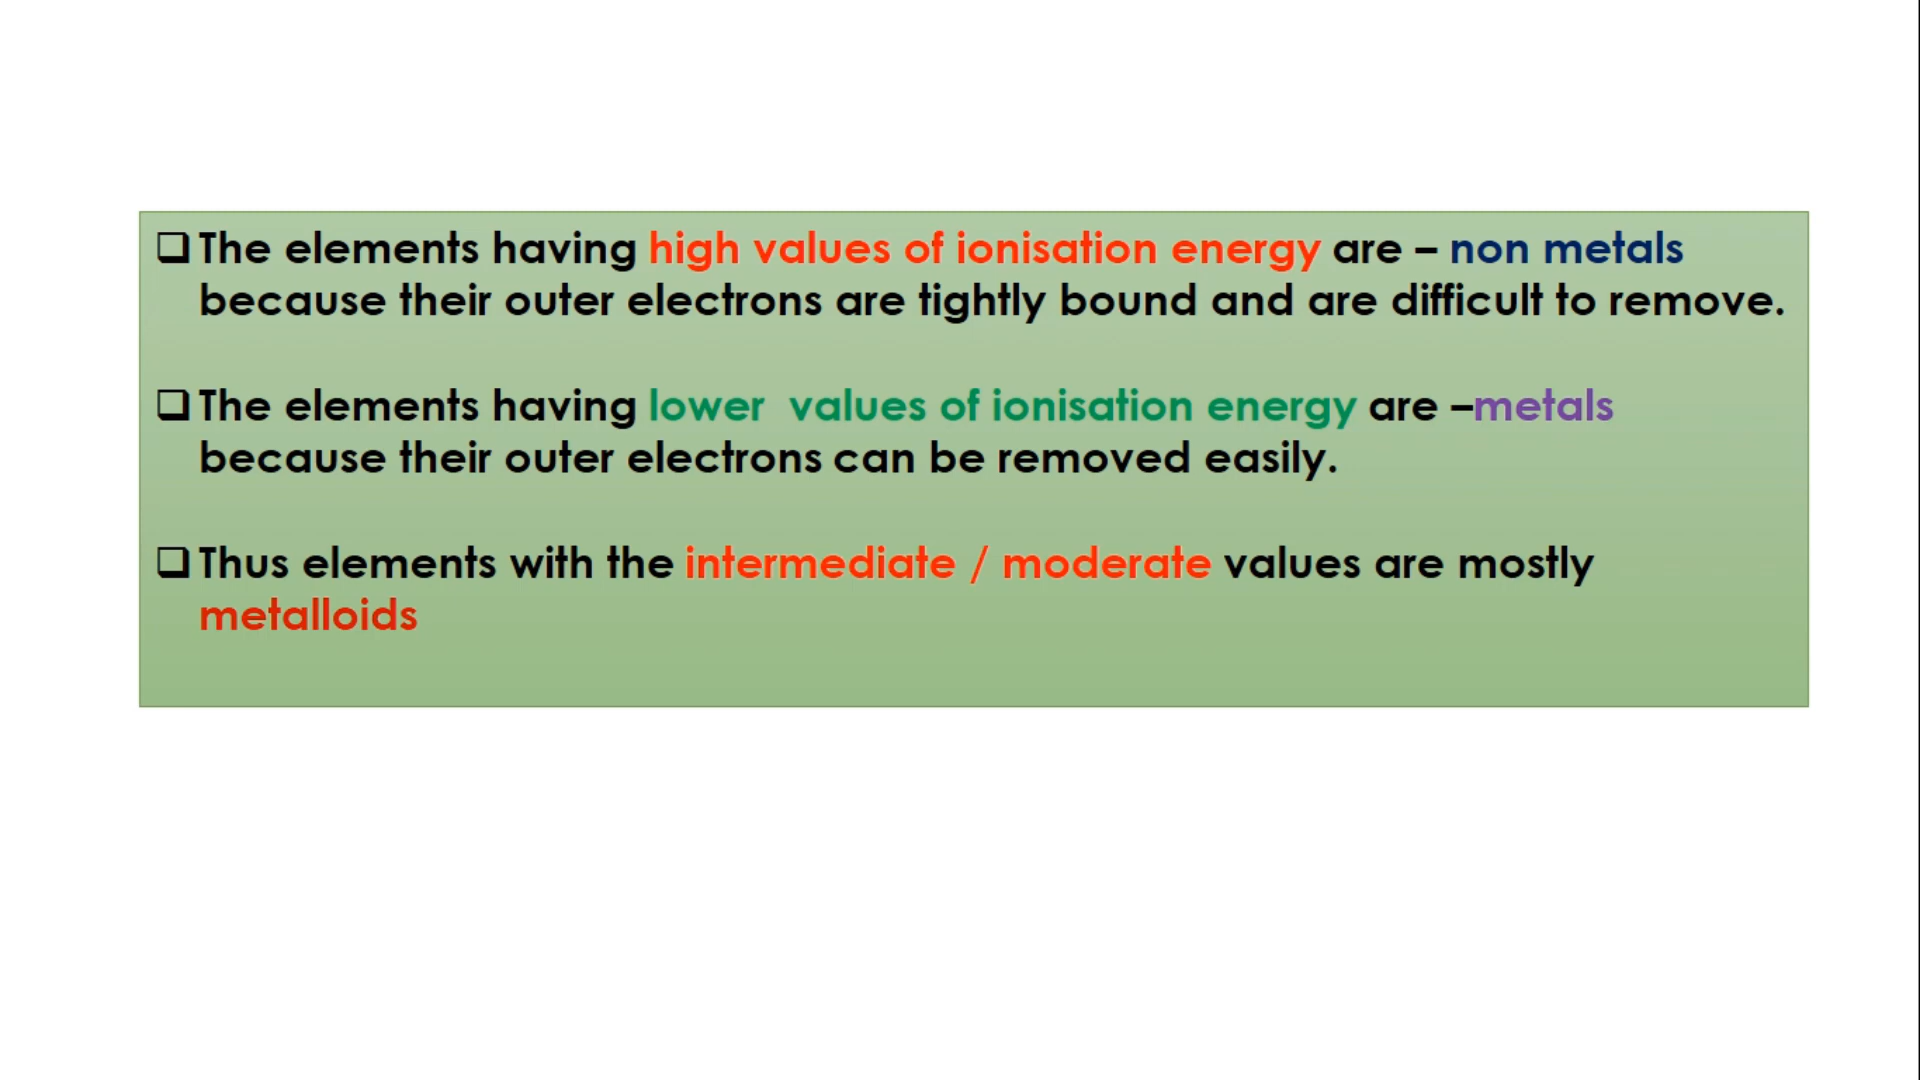 ❑ The elements having high values of ionisation energy are – non metals
because their outer electrons are tightly bound and are difficult to remove.
❑ The elements having lower  values of ionisation energy are –metals
because their outer electrons can be removed easily.
❑ Thus elements with the intermediate / moderate values are mostly
metalloids